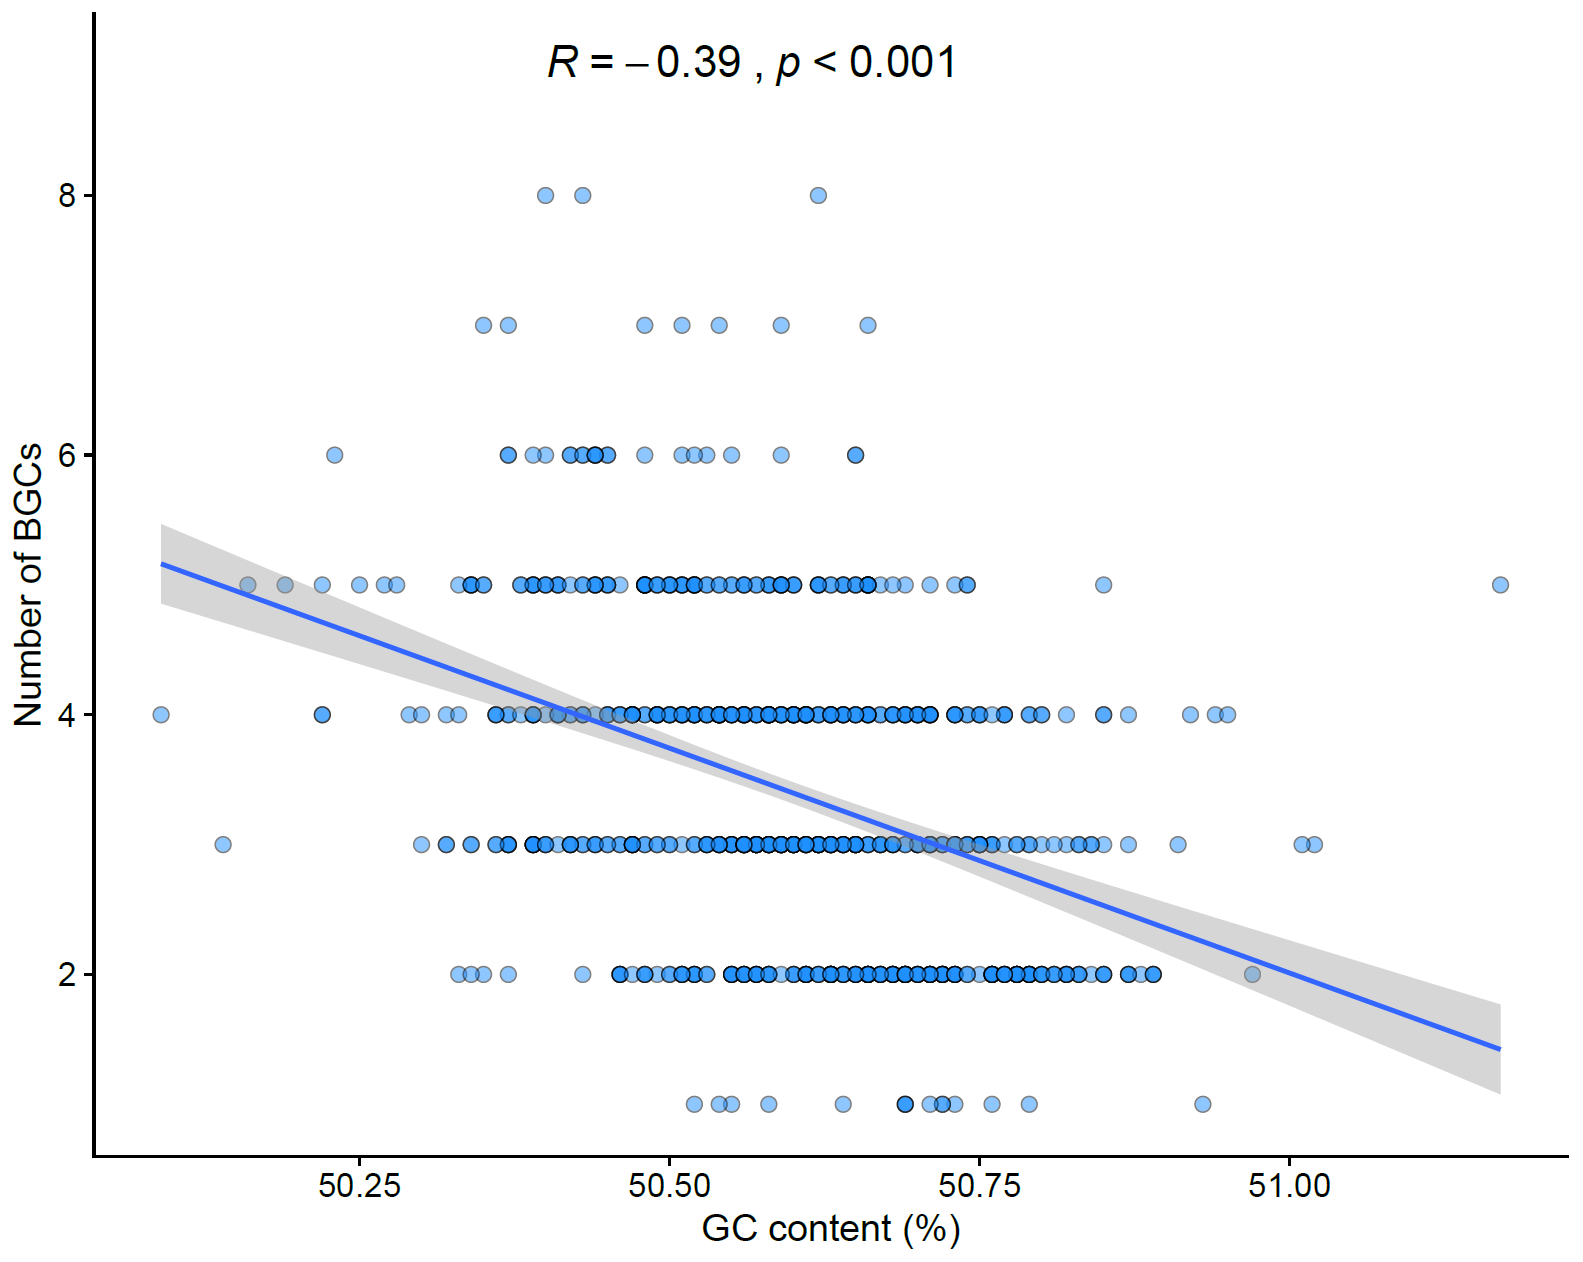 R = – 0.39 , p < 0.001
8
6
4
2
Number of BGCs
50.25 50.50 50.75 51.00
GC content (%)